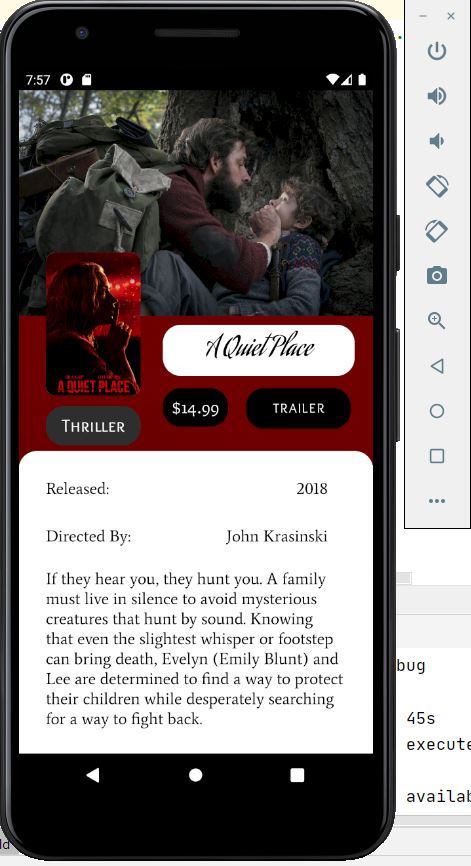 7:57
A QUIET PLACE
A Quiet Place
$14.99
TRAILER
Thriller
Released:
2018
Directed By:
John Krasinski
If they hear you, they hunt you. A family
must live in silence to avoid mysterious
creatures that hunt by sound. Knowing
that even the slightest whisper or footstep
can bring death, Evelyn (Emily Blunt) and
Lee are determined to find a way to protect
their children while desperately searching
for a way to fight back.
bug
45s
execute
availab
ld